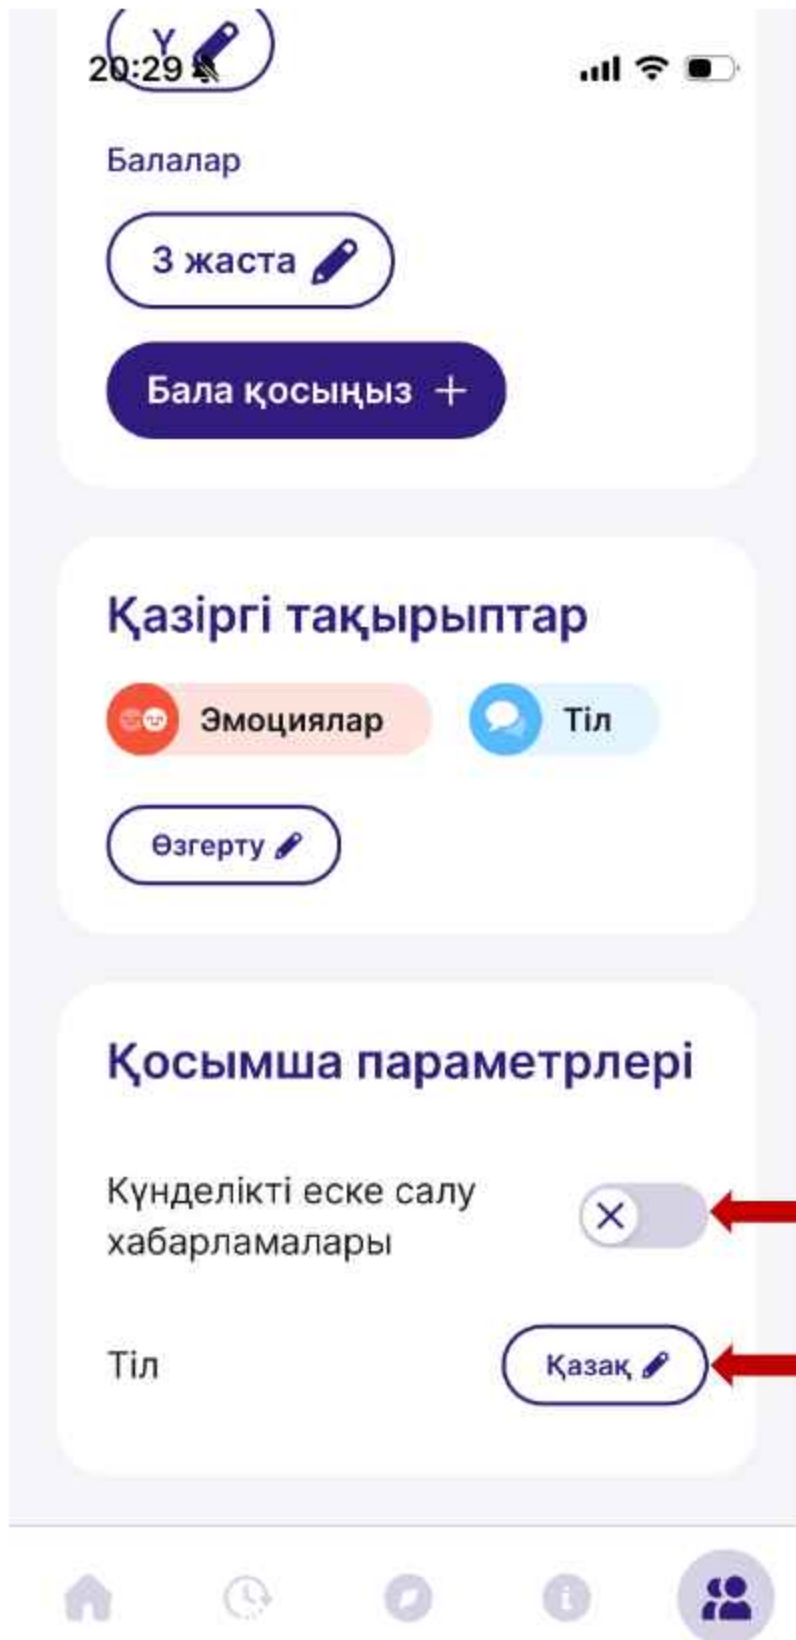 Y
20:29
Балалар
3 жаста
Бала қосыңыз +
Қазіргі тақырыптар
Эмоциялар
Тіл
Өзгерту
Қосымша параметрлері
Күнделікті еске салу
хабарламалары
Тіл
Қазақ